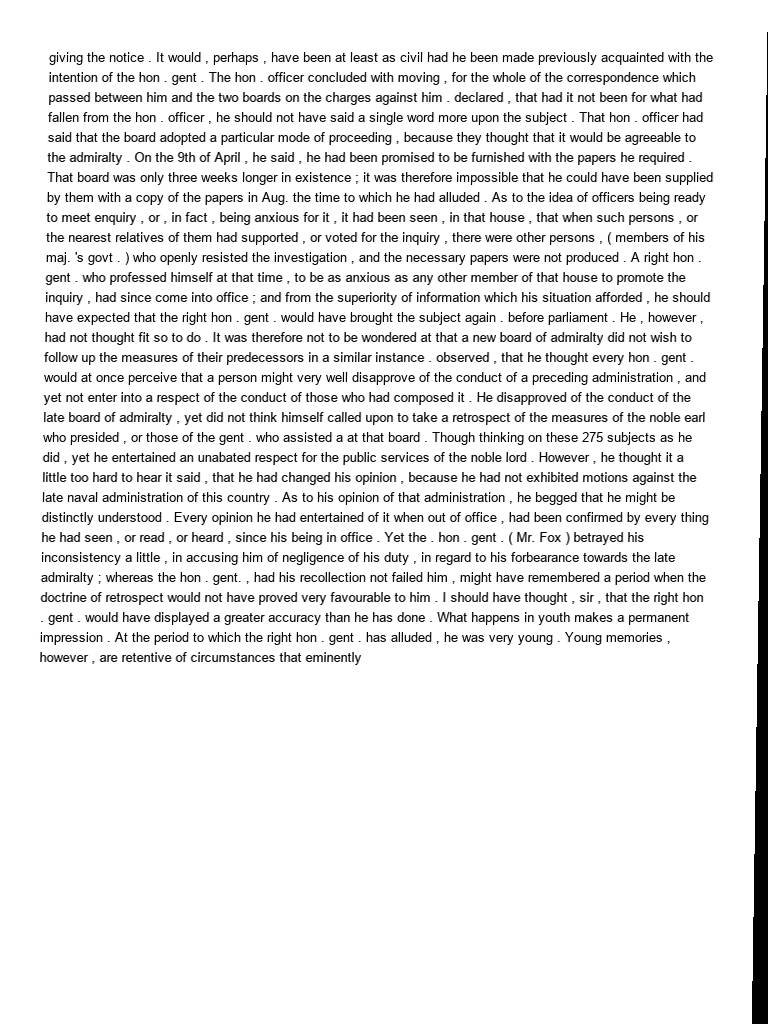 giving the notice . It would , perhaps , have been at least as civil had he been made previously acquainted with the
intention of the hon . gent . The hon . officer concluded with moving , for the whole of the correspondence which
passed between him and the two boards on the charges against him . declared , that had it not been for what had
fallen from the hon . officer , he should not have said a single word more upon the subject . That hon . officer had
said that the board adopted a particular mode of proceeding , because they thought that it would be agreeable to
the admiralty . On the 9th of April , he said , he had been promised to be furnished with the papers he required .
That board was only three weeks longer in existence ; it was therefore impossible that he could have been supplied
by them with a copy of the papers in Aug. the time to which he had alluded . As to the idea of officers being ready
to meet enquiry , or , in fact , being anxious for it , it had been seen , in that house , that when such persons , or
the nearest relatives of them had supported , or voted for the inquiry , there were other persons , ( members of his
maj. 's govt . ) who openly resisted the investigation , and the necessary papers were not produced . A right hon .
gent . who professed himself at that time , to be as anxious as any other member of that house to promote the
inquiry , had since come into office ; and from the superiority of information which his situation afforded , he should
have expected that the right hon . gent . would have brought the subject again . before parliament . He , however ,
had not thought fit so to do . It was therefore not to be wondered at that a new board of admiralty did not wish to
follow up the measures of their predecessors in a similar instance . observed , that he thought every hon . gent .
would at once perceive that a person might very well disapprove of the conduct of a preceding administration , and
yet not enter into a respect of the conduct of those who had composed it . He disapproved of the conduct of the
late board of admiralty , yet did not think himself called upon to take a retrospect of the measures of the noble earl
who presided , or those of the gent . who assisted a at that board . Though thinking on these 275 subjects as he
did , yet he entertained an unabated respect for the public services of the noble lord . However , he thought it a
little too hard to hear it said , that he had changed his opinion , because he had not exhibited motions against the
late naval administration of this country . As to his opinion of that administration , he begged that he might be
distinctly understood . Every opinion he had entertained of it when out of office , had been confirmed by every thing
he had seen , or read , or heard , since his being in office . Yet the . hon . gent . ( Mr. Fox ) betrayed his
inconsistency a little , in accusing him of negligence of his duty , in regard to his forbearance towards the late
admiralty ; whereas the hon . gent. , had his recollection not failed him , might have remembered a period when the
doctrine of retrospect would not have proved very favourable to him . I should have thought , sir , that the right hon
. gent . would have displayed a greater accuracy than he has done . What happens in youth makes a permanent
impression . At the period to which the right hon . gent . has alluded , he was very young . Young memories ,
however , are retentive of circumstances that eminently